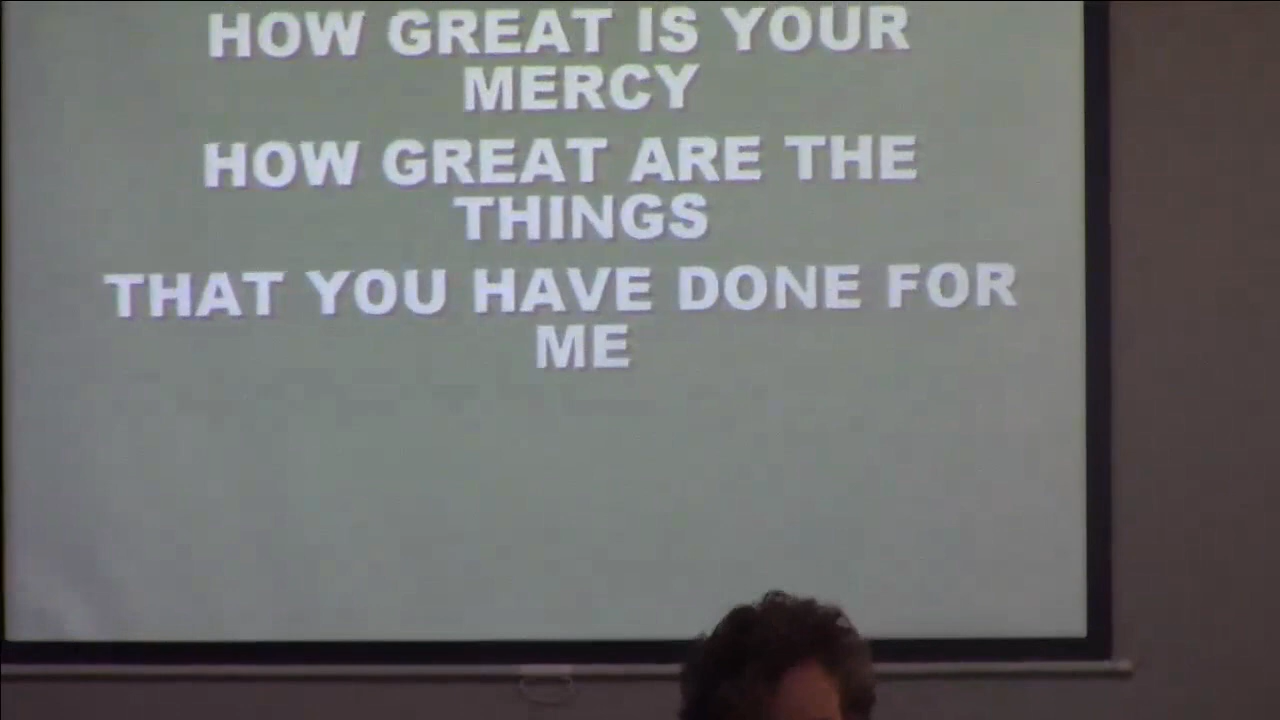 HOW GREAT IS YOUR
MERCY
HOW GREAT ARE THE
THINGS
THAT YOU HAVE DONE FOR
ME